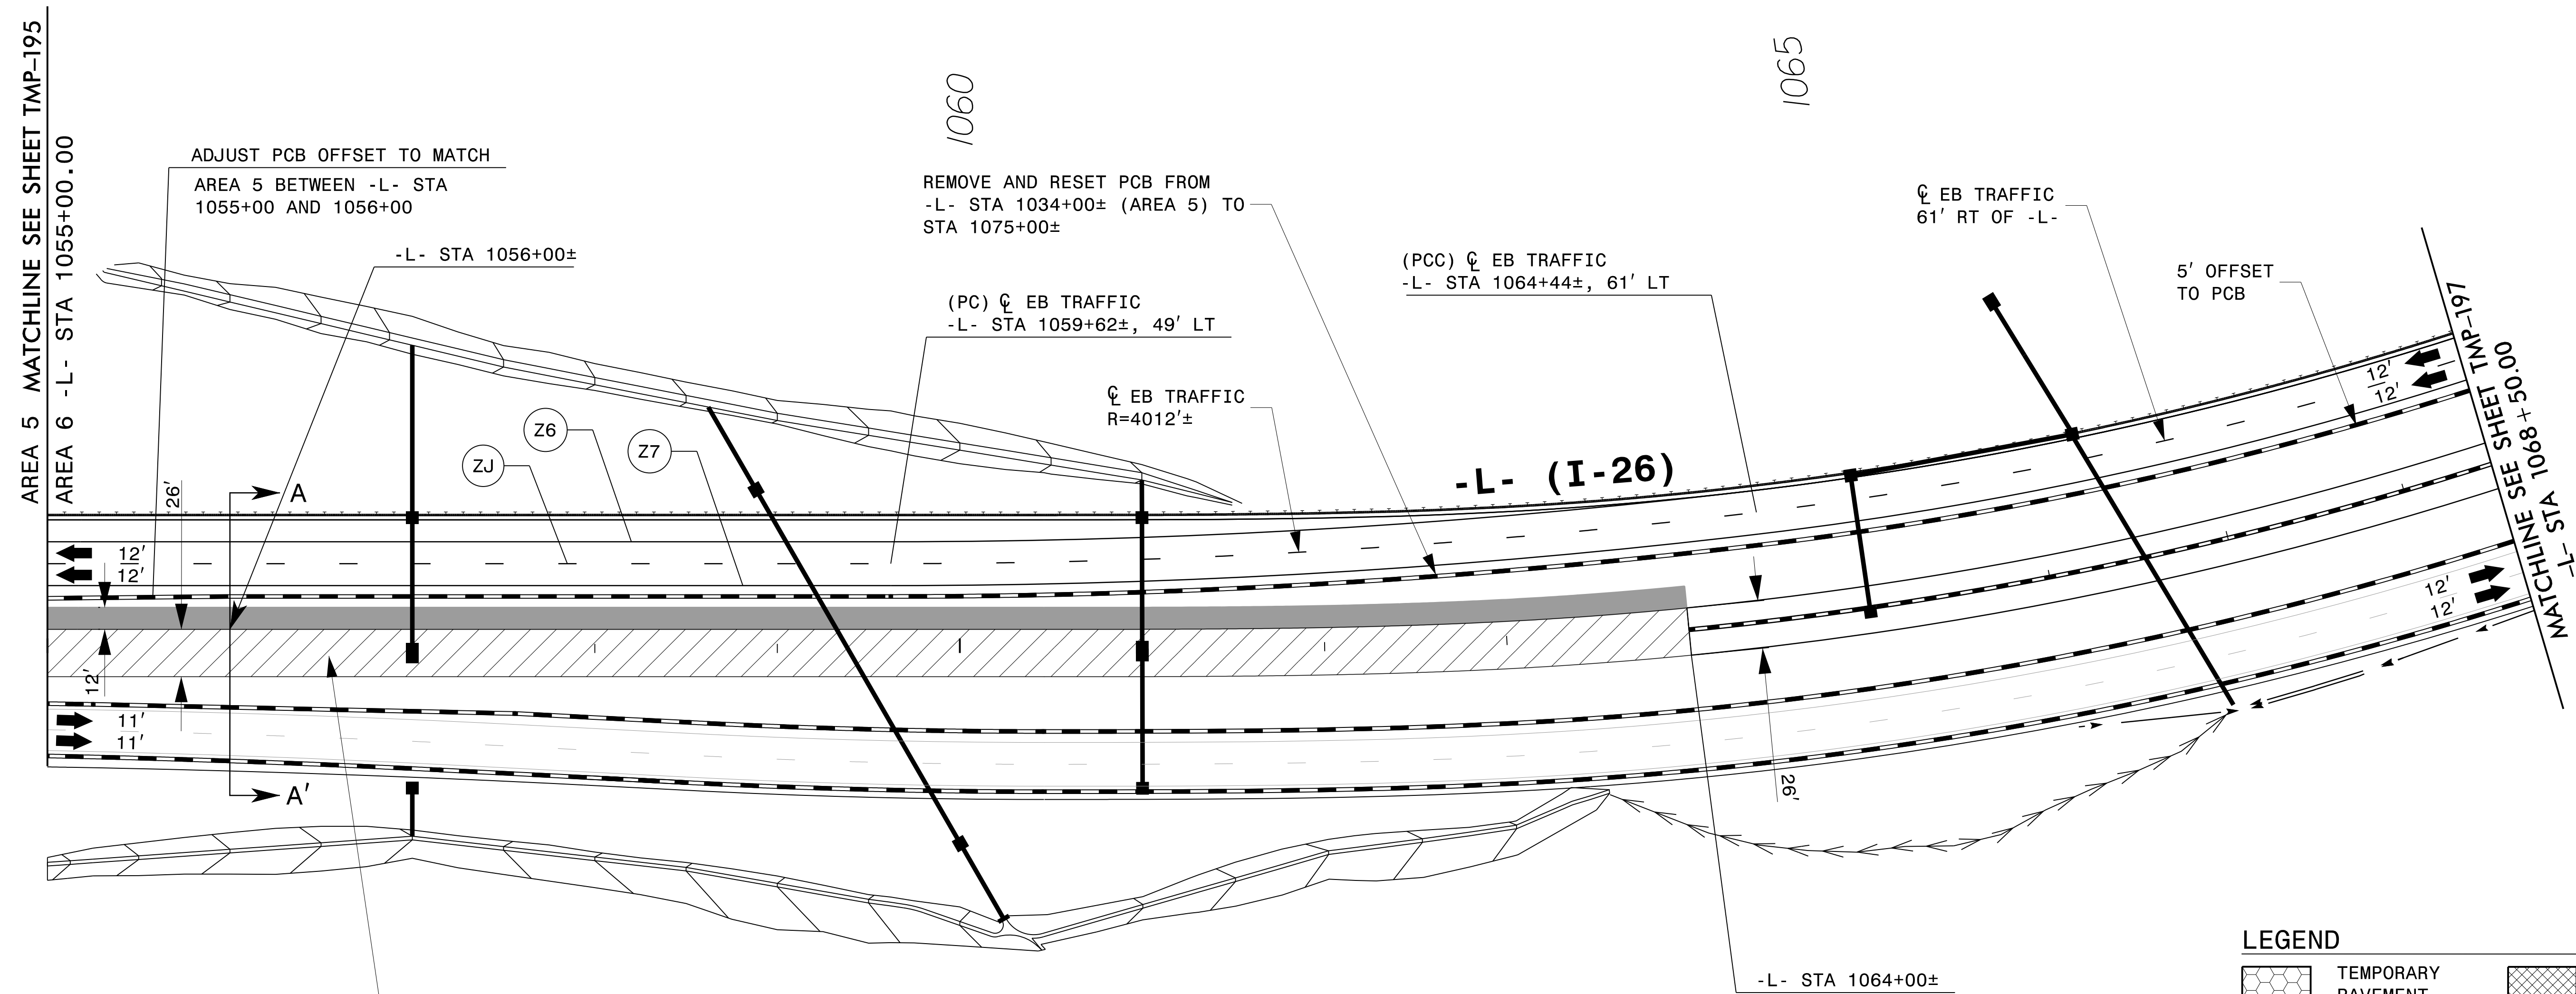 AREA 5 MATCHLINE SEE SHEET TMP-195
AREA 6 -L- STA 1055+00.00
ADJUST PCB OFFSET TO MATCH
AREA 5 BETWEEN -L- STA
1055+00 AND 1056+00
-L- STA 1056+00±
1060
1065
REMOVE AND RESET PCB FROM
-L- STA 1034+00± (AREA 5) TO
STA 1075+00±
(PC) ℄ EB TRAFFIC
-L- STA 1059+62±, 49' LT
℄ EB TRAFFIC
R=4012'±
(PCC) ℄ EB TRAFFIC
-L- STA 1064+44±, 61' LT
℄ EB TRAFFIC
61' RT OF -L-
5' OFFSET
TO PCB
MATCHLINE SEE SHEET TMP-197
-L- STA 1068+50.00
ZJ
Z6
Z7
-L- (I-26)
26'
A
12'
12'
12'
12'
12'
11'
11'
A'
12'
12'
26'
-L- STA 1064+00±
LEGEND
TEMPORARY
PAVEMENT